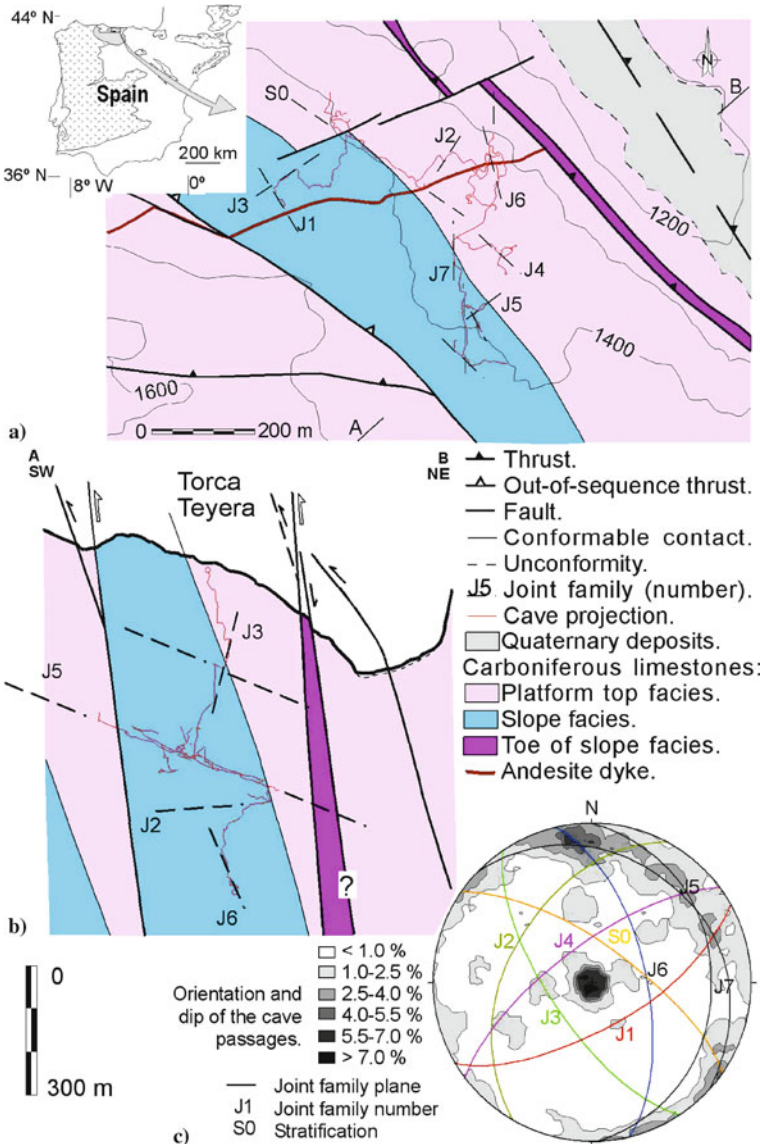 44º N
a)
Spain
200 km
36º N
8º W
0º
N
B
S0
J2
J3
J1
J6
J7
J4
J5
1200
1400
1600
0
200 m
A
b)
A
SW
Torca
Teyera
B
NE
J3
J5
J2
J6
?
Thrust.
Out-of-sequence thrust.
Fault.
Conformable contact.
Unconformity.
J5 Joint family (number).
Cave projection.
Quaternary deposits.
Carboniferous limestones:
Platform top facies.
Slope facies.
Toe of slope facies.
Andesite dyke.
0
300 m
Orientation and
dip of the cave
passages.
< 1.0 %
1.0-2.5 %
2.5-4.0 %
4.0-5.5 %
5.5-7.0 %
> 7.0 %
Joint family plane
J1 Joint family number
S0 Stratification
c)
N
J5
J2
J4
S0
J6
J7
J3
J1